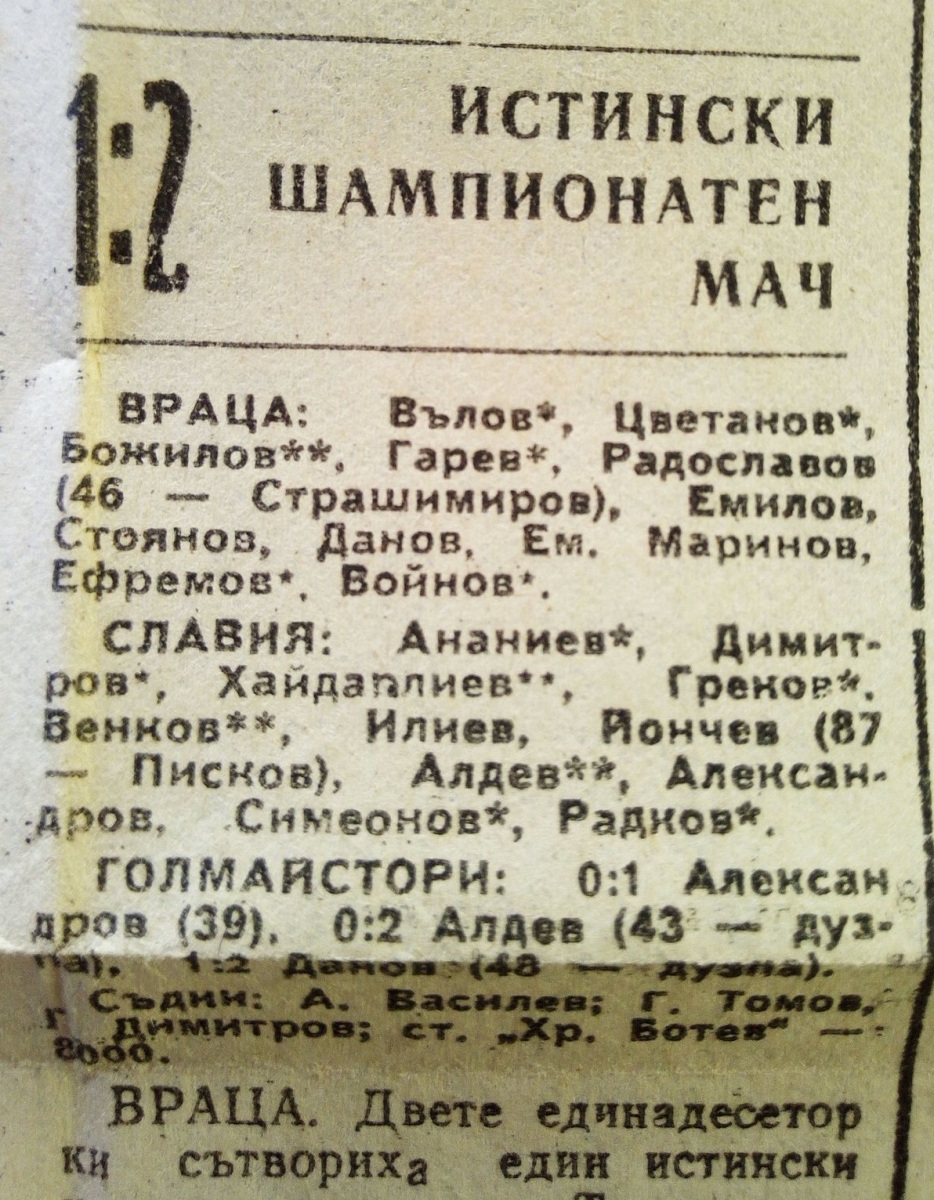 1:2
ИСТИНСКИ
ШАМПИОНАТЕН
МАЧ
ВРАЦА: Вълов*, Цветанов*,
Божилов**, Гарев*, Радославов
(46 — Страшимиров), Емилов,
Стоянов, Данов, Ем. Маринов,
Ефремов*, Войнов*.
СЛАВИЯ: Ананиев*, Димит-
ров*, Хайдарлиев**, Греков*,
Венков**, Илиев, Йончев (87
— Писков), Алдев**, Алексан-
дров, Симеонов*, Радков*.
ГОЛМАЙСТОРИ: 0:1 Алексан
дров (39), 0:2 Алдев (43 — дуз-
па), 1:2 Данов (48 — дузпа).
Съдии: А. Василев; Г. Томов,
Г. Димитров; ст. „Хр. Ботев“ —
8000.
ВРАЦА. Двете единадесетор
ки сътвориха един истински